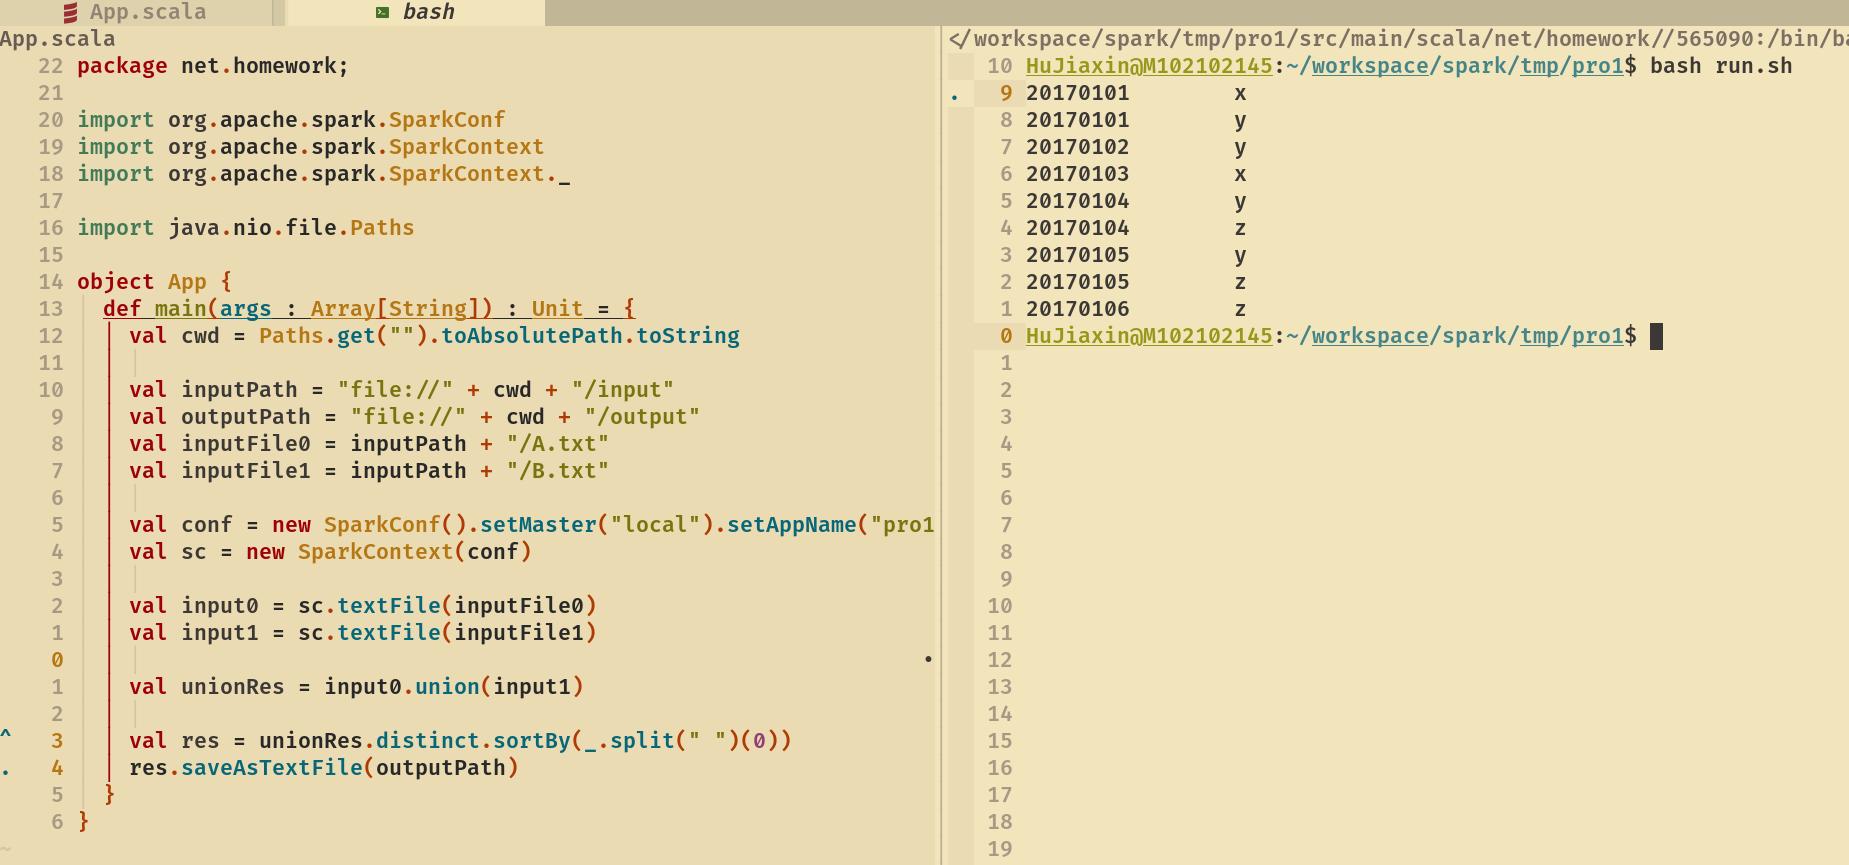 App.scala
bash
App.scala
22 package net.homework;
21
20 import org.apache.spark.SparkConf
19 import org.apache.spark.SparkContext
18 import org.apache.spark.SparkContext._
17
16 import java.nio.file.Paths
15
14 object App {
13   def main(args : Array[String]) : Unit = {
12     val cwd = Paths.get("").toAbsolutePath.toString
11
10     val inputPath = "file://" + cwd + "/input"
9     val outputPath = "file://" + cwd + "/output"
8     val inputFile0 = inputPath + "/A.txt"
7     val inputFile1 = inputPath + "/B.txt"
6
5     val conf = new SparkConf().setMaster("local").setAppName("pro1
4     val sc = new SparkContext(conf)
3
2     val input0 = sc.textFile(inputFile0)
1     val input1 = sc.textFile(inputFile1)
0
1     val unionRes = input0.union(input1)
2
^ 3     val res = unionRes.distinct.sortBy(_.split(" ")(0))
. 4     res.saveAsTextFile(outputPath)
5   }
6 }
~
</workspace/spark/tmp/pro1/src/main/scala/net/homework//565090:/bin/ba
10 HuJiaxin@M102102145:~/workspace/spark/tmp/pro1$ bash run.sh
. 9 20170101        x
8 20170101        y
7 20170102        y
6 20170103        x
5 20170104        y
4 20170104        z
3 20170105        y
2 20170105        z
1 20170106        z
0 HuJiaxin@M102102145:~/workspace/spark/tmp/pro1$
1
2
3
4
5
6
7
8
9
10
11
12
13
14
15
16
17
18
19